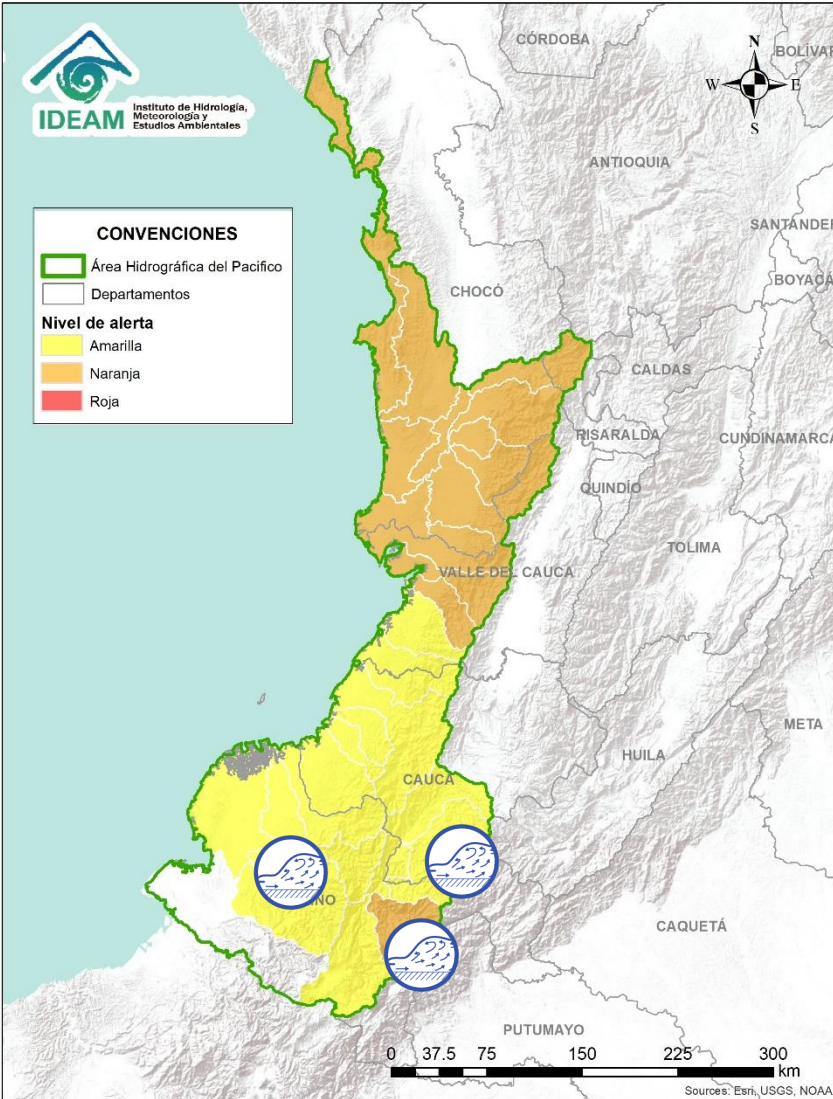 CÓRDOBA
BOLÍVAR
N
W
E
S
IDEAM
Instituto de Hidrología,
Meteorología y
Estudios Ambientales
ANTIOQUIA
CONVENCIONES
Área Hidrográfica del Pacifico
Departamentos
Nivel de alerta
Amarilla
Naranja
Roja
SANTANDER
BOYACÁ
CHOCÓ
CALDAS
RISARALDA
CUNDINAMARCA
QUINDÍO
TOLIMA
VALLE DEL CAUCA
META
HUILA
CAUCA
ÑO
CAQUETÁ
PUTUMAYO
0 37.5 75 150 225 300
km
Sources: Esri, USGS, NOAA